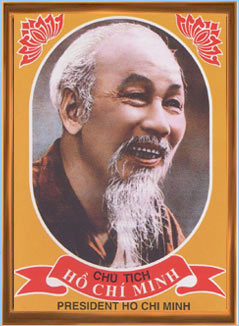 CHỦ TỊCH
HỒ CHÍ MINH
PRESIDENT HO CHI MINH